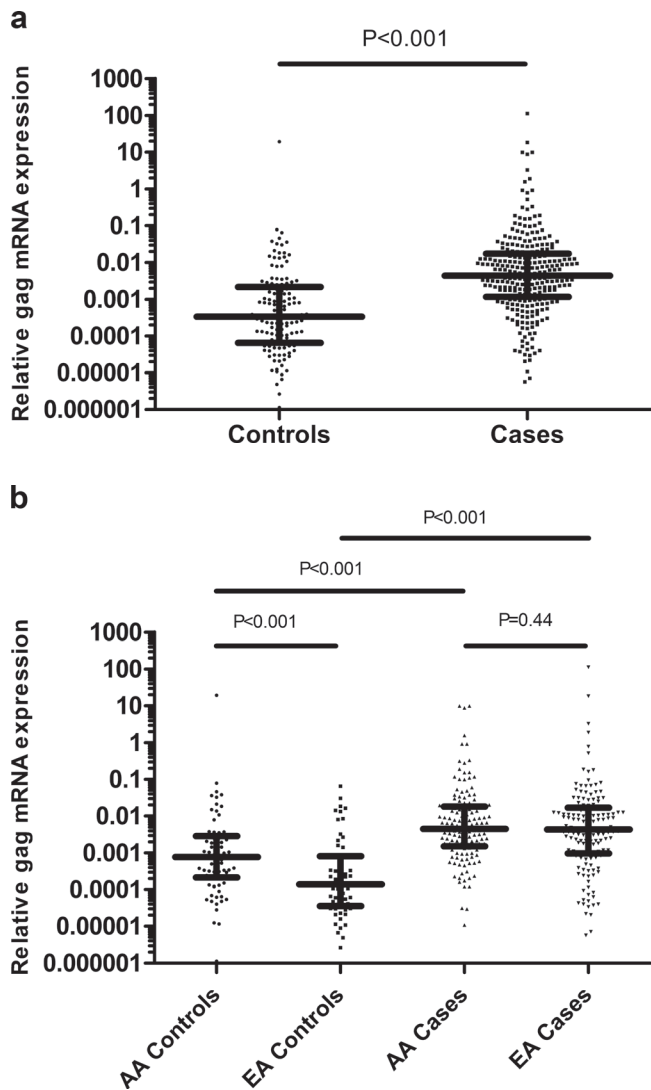 a
P<0.001
Relative gag mRNA expression
1000
100
10
1
0.1
0.01
0.001
0.0001
0.00001
0.000001
Controls Cases
b
P<0.001
P<0.001
P<0.001 P=0.44
Relative gag mRNA expression
1000
100
10
1
0.1
0.01
0.001
0.0001
0.00001
0.000001
AA Controls
EA Controls
AA Cases
EA Cases